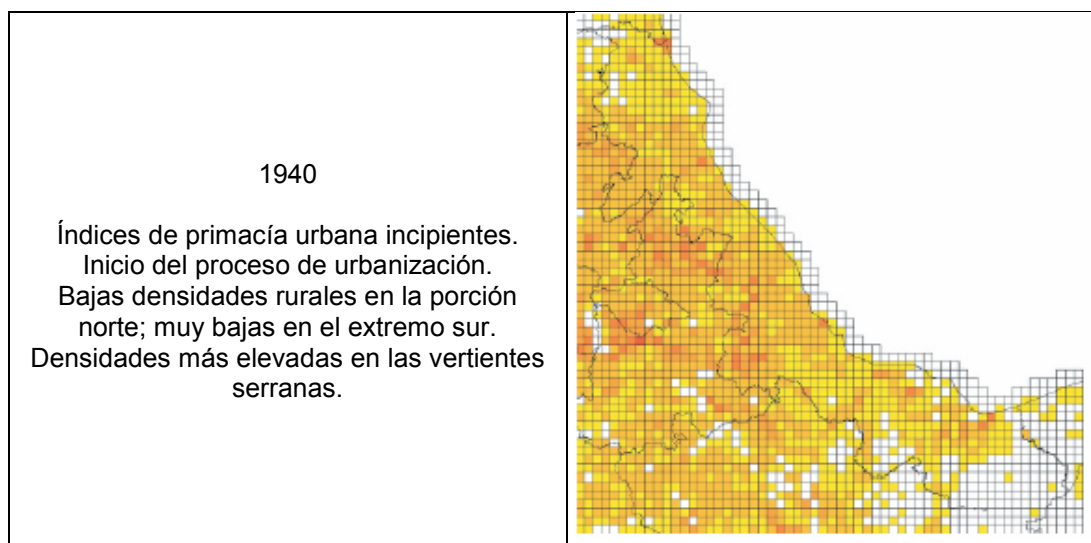 1940
Índices de primacía urbana incipientes.
Inicio del proceso de urbanización.
Bajas densidades rurales en la porción
norte; muy bajas en el extremo sur.
Densidades más elevadas en las vertientes
serranas.